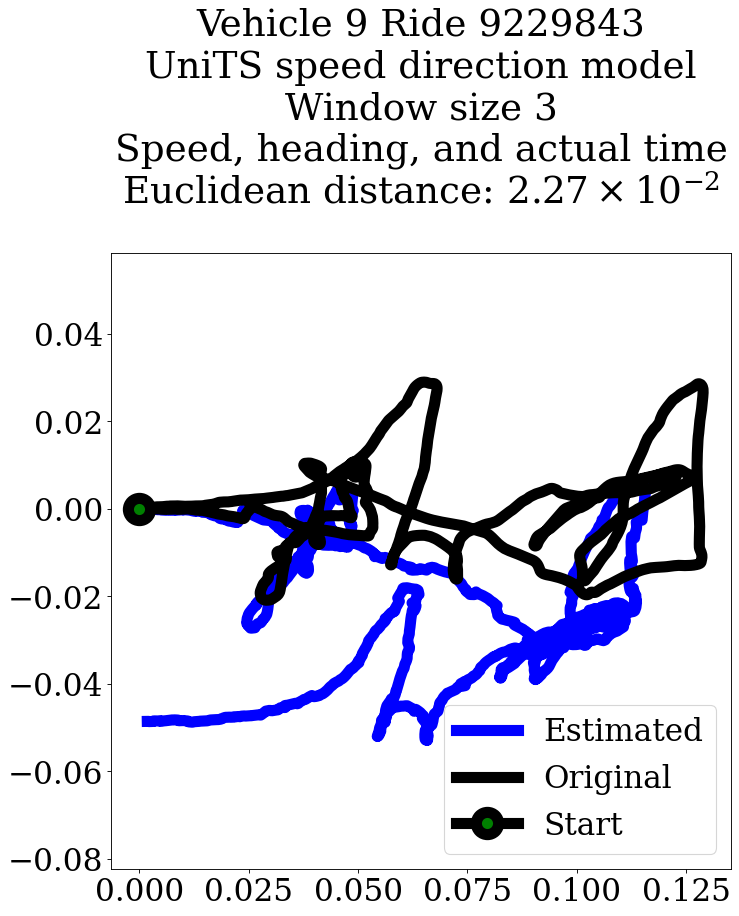 Vehicle 9 Ride 9229843
UniTS speed direction model
Window size 3
Speed, heading, and actual time
Euclidean distance: 2.27 × 10⁻²
0.04
0.02
0.00
−0.02
−0.04
−0.06
−0.08
Estimated
Original
Start
0.000 0.025 0.050 0.075 0.100 0.125